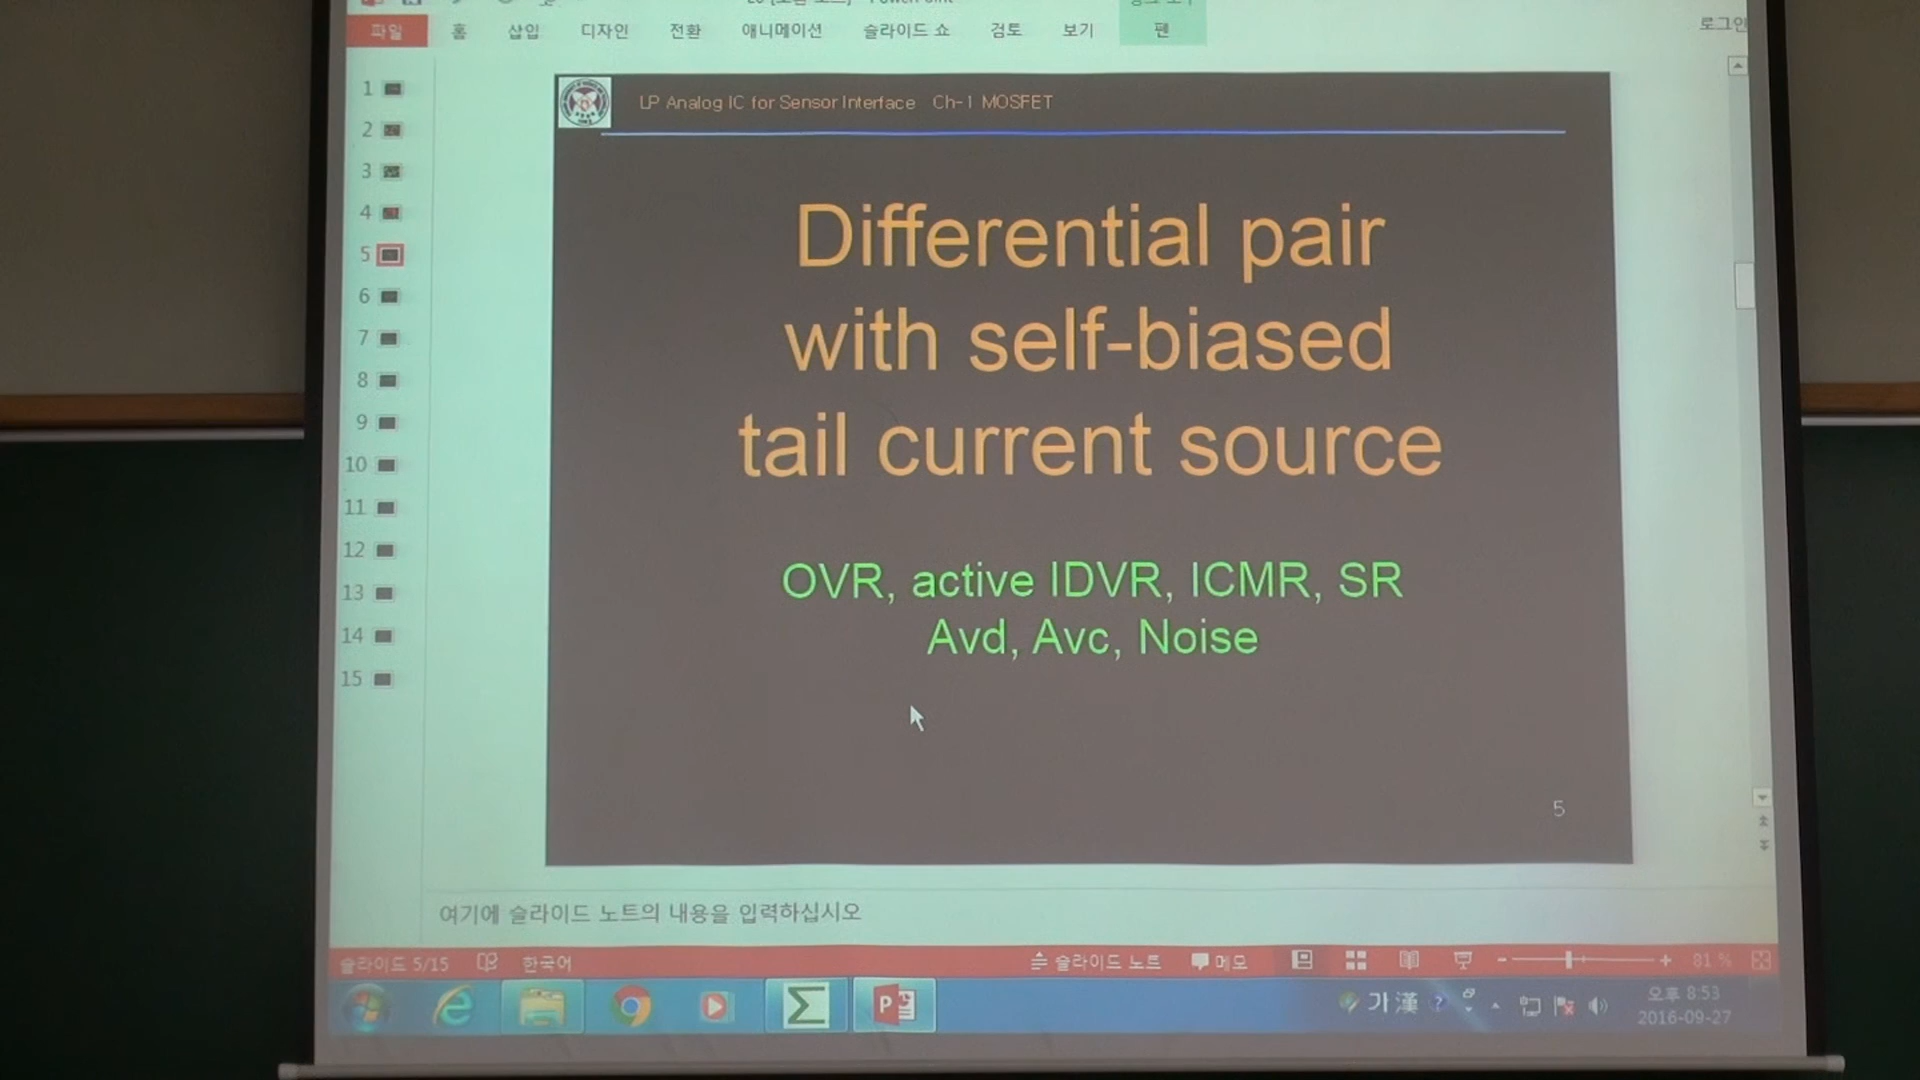 파일 홈 삽입 디자인 전환 애니메이션 슬라이드 쇼 검토 보기 펜 로그인
1
2
3
4
5
6
7
8
9
10
11
12
13
14
15
LP Analog IC for Sensor Interface Ch-1 MOSFET
Differential pair
with self-biased
tail current source
OVR, active IDVR, ICMR, SR
Avd, Avc, Noise
5
여기에 슬라이드 노트의 내용을 입력하십시오
슬라이드 5/15 한국어 슬라이드 노트 메모 81 %
가 漢 오후 8:53
2016-09-27